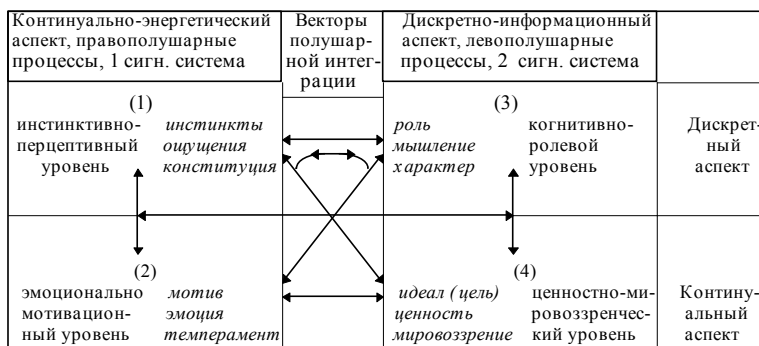 Континуально-энергетический
аспект, правополушарные
процессы, 1 сигн. система
Векторы
полушар-
ной интег-
рации
Дискретно-информационный
аспект, левополушарные
процессы, 2 сигн. система
(1)
инстинктивно-
перцептивный
уровень
инстинкты
ощущения
конституция
(3)
роль
мышление
характер
когнитивно-
ролевой
уровень
Дискрет-
ный
аспект
(2)
эмоционально
мотивацион-
ный уровень
мотив
эмоция
темперамент
(4)
идеал (цель)
ценность
мировоззрение
ценностно-ми-
ровоззренчес-
кий уровень
Контину-
альный
аспект